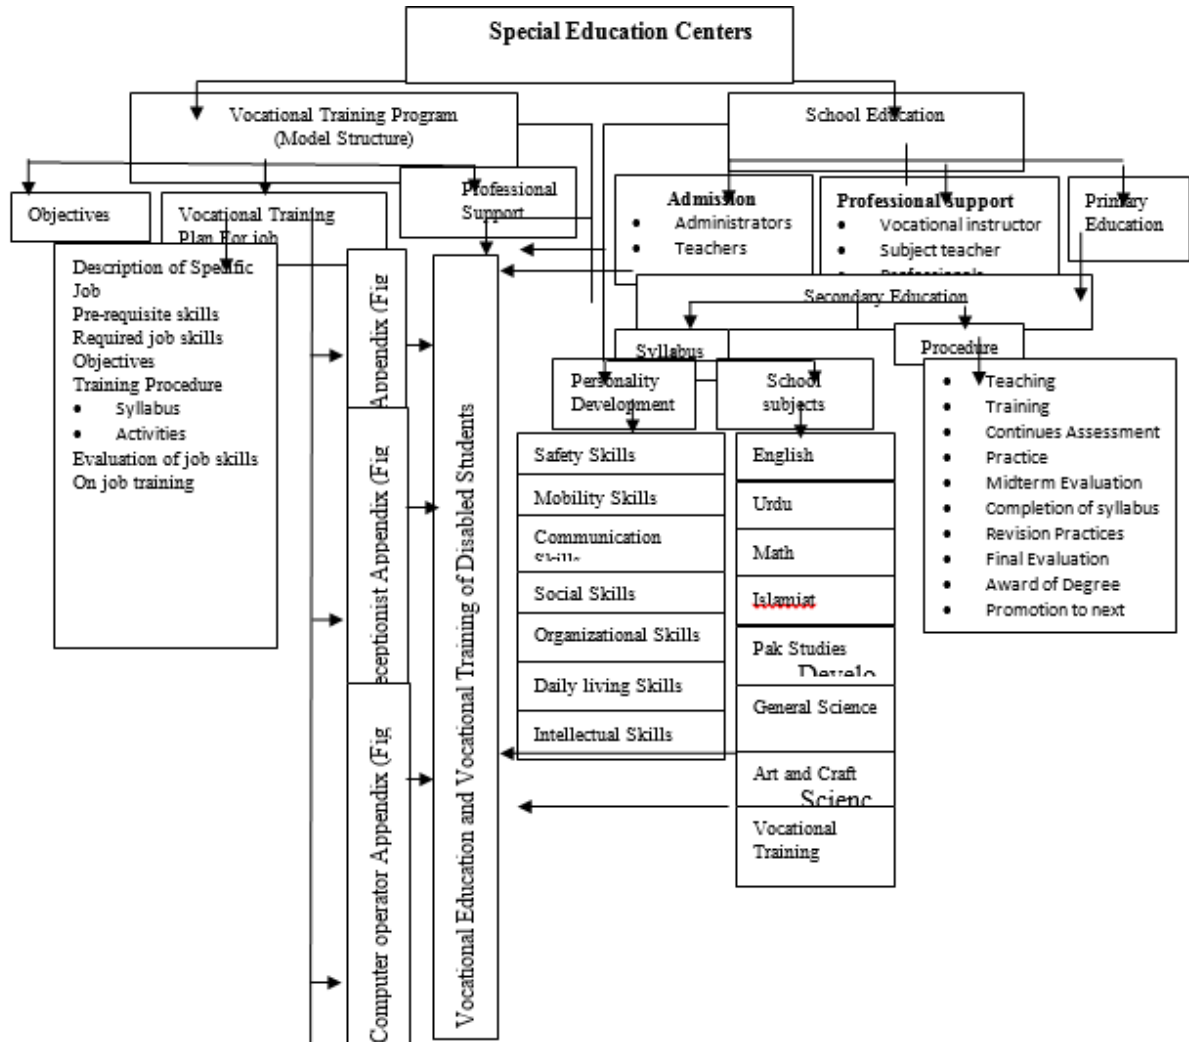 Special Education Centers
Vocational Training Program
(Model Structure)
School Education
Objectives
Vocational Training
Plan For job
Professional
Support
Admission
• Administrators
• Teachers
Professional support
• Vocational instructor
• Subject teacher
• Professionals
Primary
Education
Description of Specific
Job
Pre-requisite skills
Required job skills
Objectives
Training Procedure
• Syllabus
• Activities
Evaluation of job skills
On job training
Appendix (Fig
eceptionist Appendix (Fig
Computer operator Appendix (Fig
Vocational Education and Vocational Training of Disabled Students
Secondary Education
Syllabus
Procedure
Personality
Development
School
subjects
Safety Skills
Mobility Skills
Communication
Skills
Social Skills
Organizational Skills
Daily living Skills
Intellectual Skills
English
Urdu
Math
Islamiat
Pak Studies
Develo
General Science
Art and Craft
Scienc
Vocational
Training
• Teaching
• Training
• Continues Assessment
• Practice
• Midterm Evaluation
• Completion of syllabus
• Revision Practices
• Final Evaluation
• Award of Degree
• Promotion to next